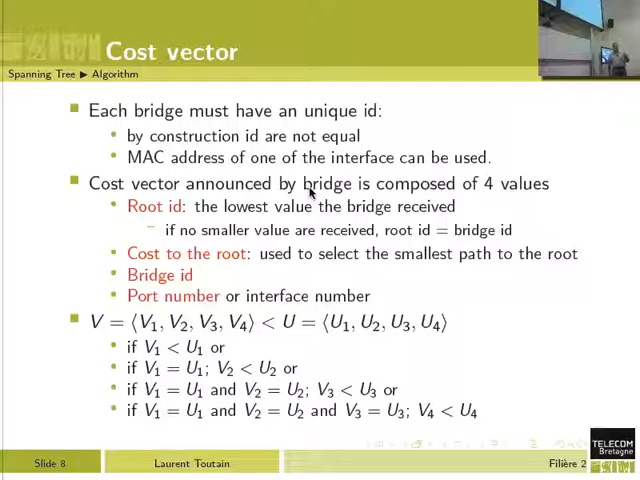 Cost vector
Spanning Tree ▶ Algorithm
Each bridge must have an unique id:
by construction id are not equal
MAC address of one of the interface can be used.
Cost vector announced by bridge is composed of 4 values
Root id: the lowest value the bridge received
– if no smaller value are received, root id = bridge id
Cost to the root: used to select the smallest path to the root
Bridge id
Port number or interface number
V = ⟨V₁, V₂, V₃, V₄⟩ < U = ⟨U₁, U₂, U₃, U₄⟩
if V₁ < U₁ or
if V₁ = U₁; V₂ < U₂ or
if V₁ = U₁ and V₂ = U₂; V₃ < U₃ or
if V₁ = U₁ and V₂ = U₂ and V₃ = U₃; V₄ < U₄
TELECOM
Bretagne
Slide 8
Laurent Toutain
Filière 2